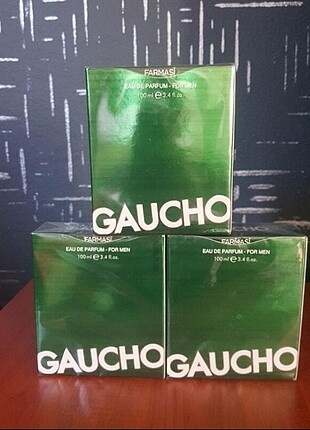 FARMASİ
EAU DE PARFUM - FOR MEN
100 ml ℮ 3.4 fl.oz.
GAUCHO
FARMASİ
EAU DE PARFUM - FOR MEN
100 ml ℮ 3.4 fl.oz.
GAUCHO
FARMASİ
EAU DE PARFUM - FOR MEN
100 ml ℮ 3.4 fl.oz.
GAUCHO